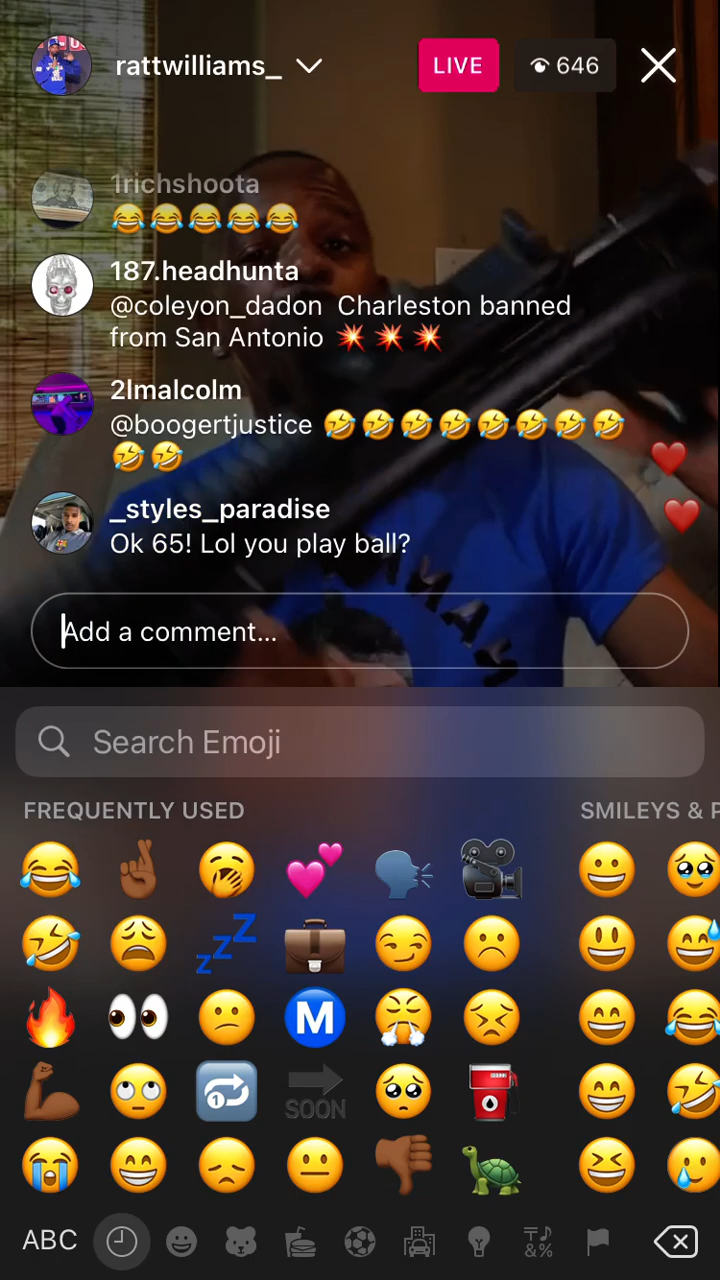 rattwilliams_
LIVE
646
1richshoota
😂😂😂😂😂
187.headhunta
@coleyon_dadon Charleston banned
from San Antonio 💥 💥 💥
2lmalcolm
@boogertjustice 🤣🤣🤣🤣🤣🤣🤣🤣
🤣🤣
_styles_paradise
Ok 65! Lol you play ball?
Add a comment...
Search Emoji
FREQUENTLY USED
SMILEYS & P
SOON
ABC